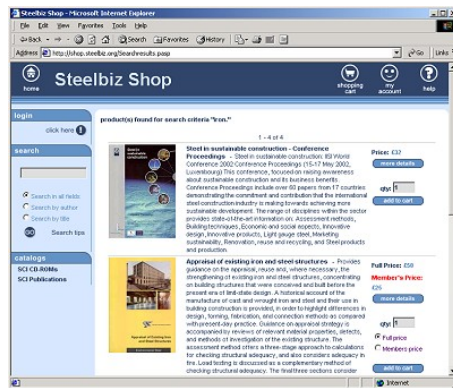 Steelbiz Shop - Microsoft Internet Explorer
File Edit View Favorites Tools Help
Back Search Favorites History
Address http://shop.steelbiz.org/Searchresults.pasp Go Links
Steelbiz Shop
home shopping cart my account help
login
click here
search
Search in all fields
Search by author
Search by title
GO Search tips
catalogs
SCI CD-ROMs
SCI Publications
product(s) found for search criteria "Iron."
1 - 4 of 4
Steel in sustainable construction - Conference
Proceedings - Steel in sustainable construction: IISI World
Conference 2002 Conference Proceedings (15-17 May 2002,
Luxembourg) This conference, focused on raising awareness
about sustainable construction and its business benefits.
Conference Proceedings include over 60 papers from 17 countries
demonstrating the commitment and contribution that the international
steel construction industry is making towards achieving more
sustainable development. The range of disciplines within the sector
provides state-of-the-art information on. Assessment methods,
Building techniques, Economic and social aspects, Innovative
design, Innovative products, Light gauge steel, Marketing
sustainability, Renovation, reuse and recycling, and Steel products
and production.
Price: £32
more details
qty: 1
add to cart
Appraisal of existing iron and steel structures - Provides
guidance on the appraisal, reuse and, where necessary, the
strengthening of existing iron and steel structures, concentrating
on building structures that were conceived and built before the
present era of limit-state design. A historical account of the
manufacture of cast and wrought iron and steel and their use in
building construction is provided, in order to highlight differences in
design, forming, fabrication, and connection methods as compared
with present-day practice. Guidance on appraisal strategy is
accompanied by reviews of relevant material properties, defects,
and methods of investigation of the existing structure. The
assessment method offers a three-stage approach to calculations
for checking structural adequacy, and also considers adequacy in
fire. Load testing is discussed as a complementary method of
checking structural adequacy. The final three sections consider
Full Price: £50
Member's Price:
£25
more details
qty: 1
Full price
Members price
add to cart
Internet